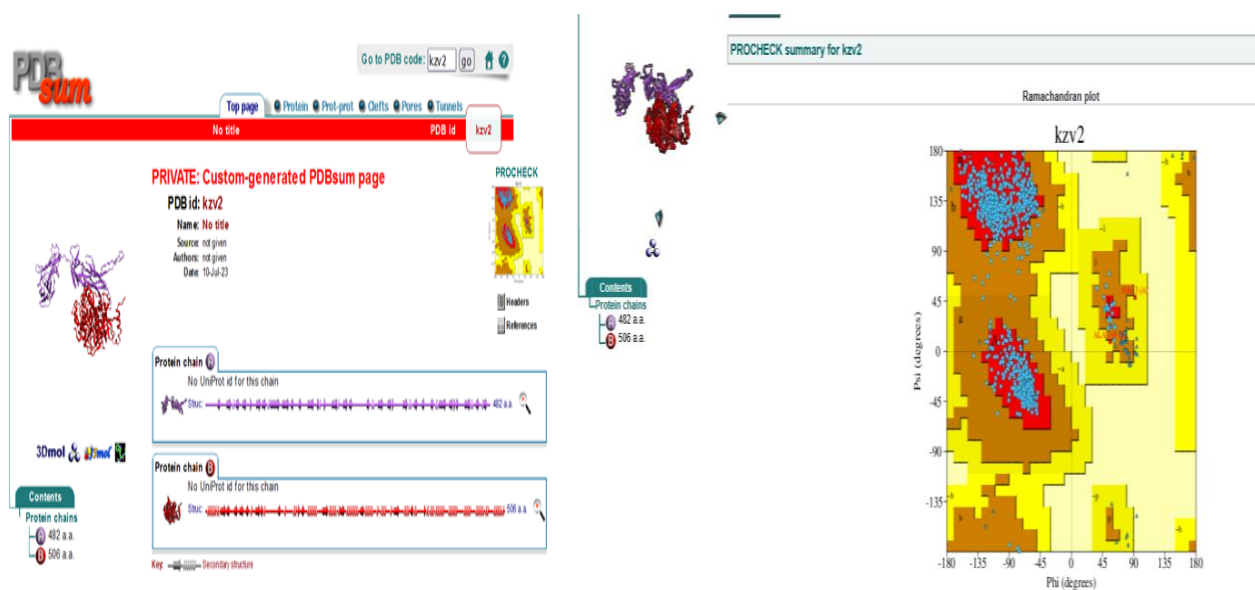 PDB
sum
Go to PDB code: kzv2 go
Top page Protein Prot-prot Clefts Pores Tunnels
No title PDB id kzv2
PRIVATE: Custom-generated PDBsum page
PDB id: kzv2
Name: No title
Source: not given
Authors: not given
Date: 10-Jul-23
PROCHECK
Headers
References
Protein chain A
No UniProt id for this chain
Struc: 482 a.a.
Protein chain B
No UniProt id for this chain
Struc: 506 a.a.
Key: Secondary structure
3Dmol
Contents
Protein chains
A 482 a.a.
B 506 a.a.
Contents
Protein chains
A 482 a.a.
B 506 a.a.
PROCHECK summary for kzv2
Ramachandran plot
kzv2
180
135
90
45
0
-45
-90
-135
Psi (degrees)
-180 -135 -90 -45 0 45 90 135 180
Phi (degrees)